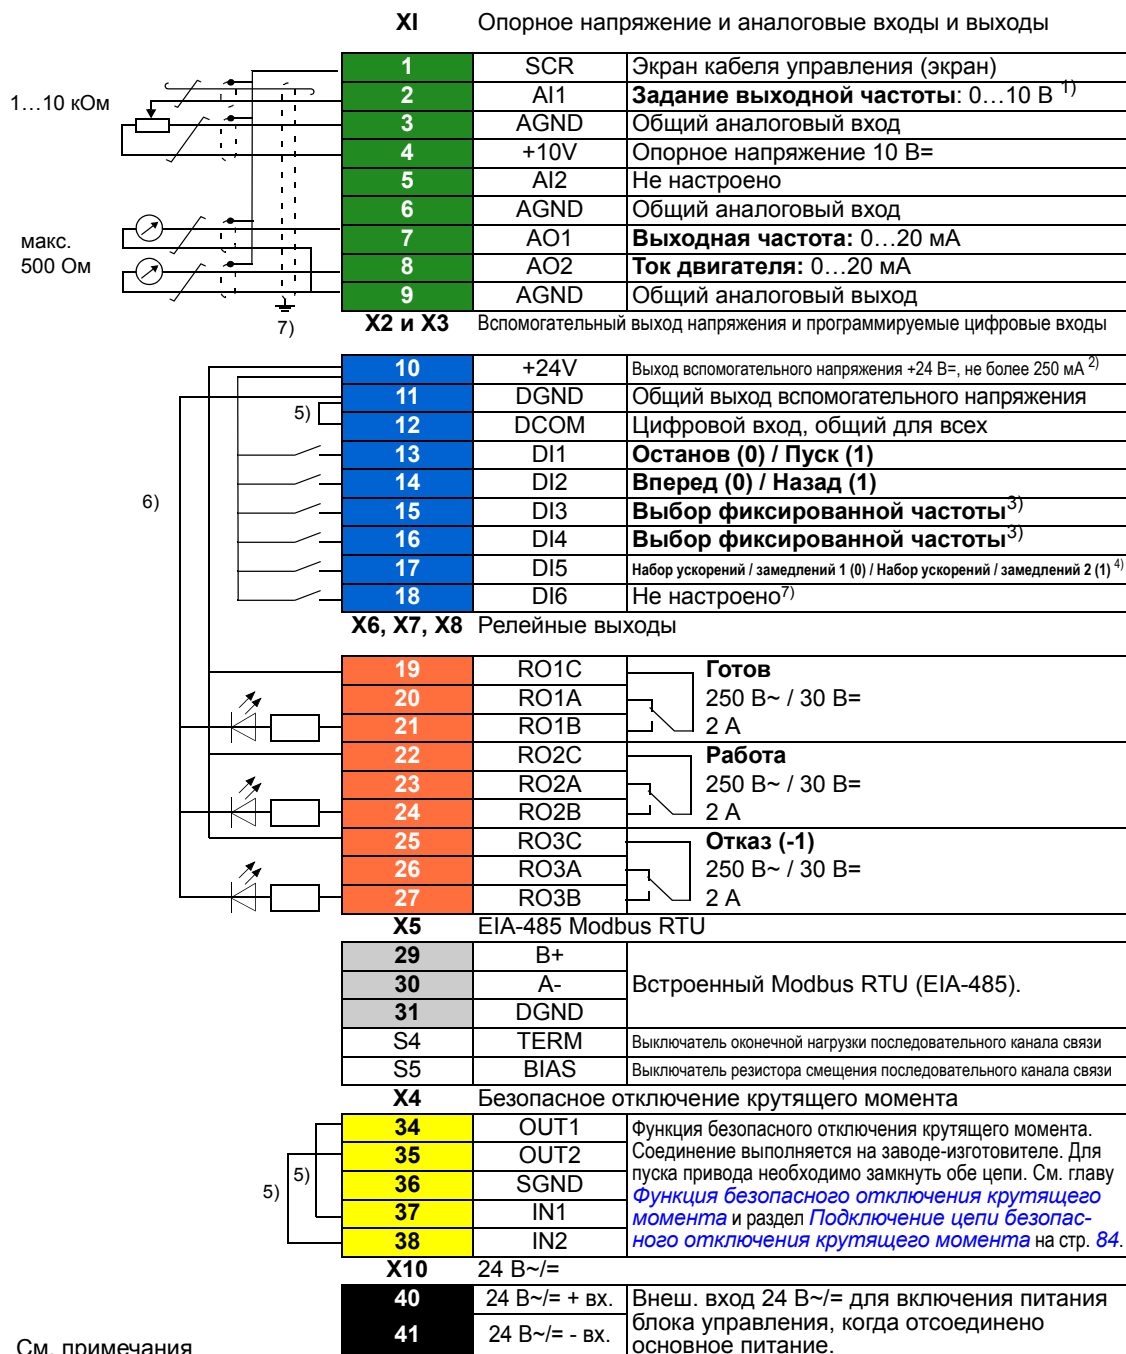 XI Опорное напряжение и аналоговые входы и выходы
1 SCR Экран кабеля управления (экран)
1…10 кОм
2 AI1 Задание выходной частоты: 0…10 В 1)
3 AGND Общий аналоговый вход
4 +10V Опорное напряжение 10 В=
5 AI2 Не настроено
6 AGND Общий аналоговый вход
7 AO1 Выходная частота: 0…20 мА
макс.
500 Ом
8 AO2 Ток двигателя: 0…20 мА
9 AGND Общий аналоговый выход
7)
X2 и X3 Вспомогательный выход напряжения и программируемые цифровые входы
10 +24V Выход вспомогательного напряжения +24 В=, не более 250 мА 2)
11 DGND Общий выход вспомогательного напряжения
5)
12 DCOM Цифровой вход, общий для всех
13 DI1 Останов (0) / Пуск (1)
14 DI2 Вперед (0) / Назад (1)
6)
15 DI3 Выбор фиксированной частоты3)
16 DI4 Выбор фиксированной частоты3)
17 DI5 Набор ускорений / замедлений 1 (0) / Набор ускорений / замедлений 2 (1) 4)
18 DI6 Не настроено7)
X6, X7, X8 Релейные выходы
19 RO1C Готов
20 RO1A 250 В~ / 30 В=
21 RO1B 2 А
22 RO2C Работа
23 RO2A 250 В~ / 30 В=
24 RO2B 2 А
25 RO3C Отказ (-1)
26 RO3A 250 В~ / 30 В=
27 RO3B 2 А
X5 EIA-485 Modbus RTU
29 B+
30 A- Встроенный Modbus RTU (EIA-485).
31 DGND
S4 TERM Выключатель оконечной нагрузки последовательного канала связи
S5 BIAS Выключатель резистора смещения последовательного канала связи
X4 Безопасное отключение крутящего момента
34 OUT1 Функция безопасного отключения крутящего момента.
35 OUT2 Соединение выполняется на заводе-изготовителе. Для
5) 5)
36 SGND пуска привода необходимо замкнуть обе цепи. См. главу
Функция безопасного отключения крутящего
37 IN1 момента и раздел Подключение цепи безопас-
38 IN2 ного отключения крутящего момента на стр. 84.
X10 24 В~/=
40 24 В~/= + вх. Внеш. вход 24 В~/= для включения питания
41 24 В~/= - вх. блока управления, когда отсоединено
основное питание.
См. примечания